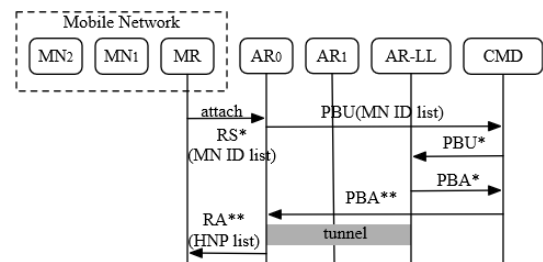 Mobile Network
MN2 MN1 MR AR0 AR1 AR-LL CMD
attach
PBU(MN ID list)
RS*
(MN ID list)
PBU*
PBA*
PBA**
RA**
(HNP list)
tunnel